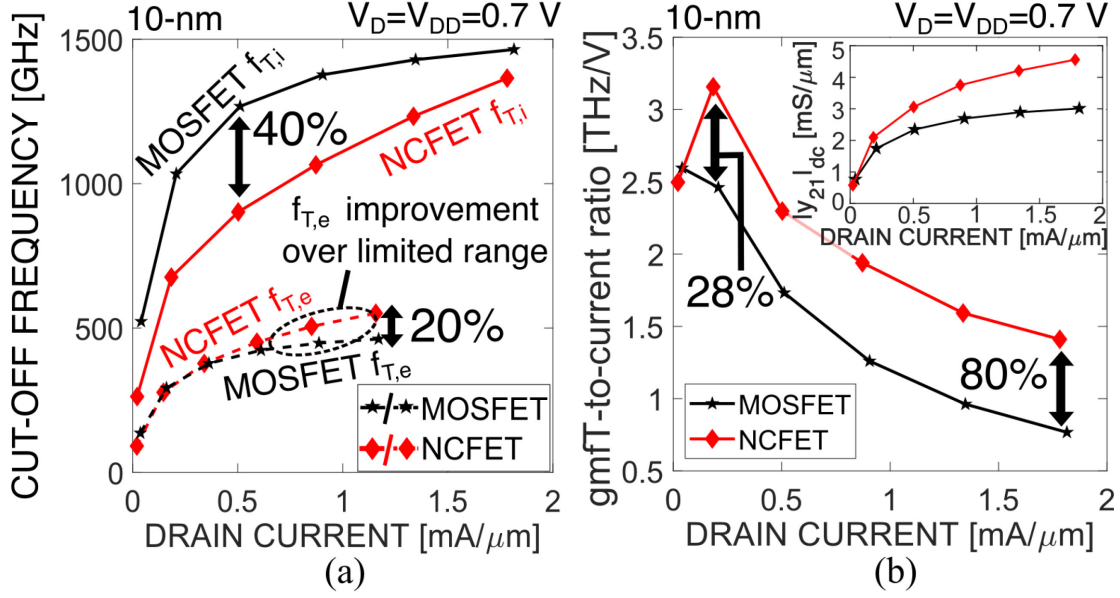 10-nm V_D=V_DD=0.7 V
CUT-OFF FREQUENCY [GHz]
1500
1000
500
0
MOSFET f_T,i
40%
NCFET f_T,i
f_T,e improvement
over limited range
NCFET f_T,e
20%
MOSFET f_T,e
MOSFET
NCFET
0 0.5 1 1.5 2
DRAIN CURRENT [mA/μm]
(a)
10-nm V_D=V_DD=0.7 V
gmfT-to-current ratio [THz/V]
3.5
3
2.5
2
1.5
1
0.5
|y_21|_dc [mS/μm]
5
4
3
2
1
0
0 0.5 1 1.5 2
DRAIN CURRENT [mA/μm]
28%
80%
MOSFET
NCFET
0 0.5 1 1.5 2
DRAIN CURRENT [mA/μm]
(b)